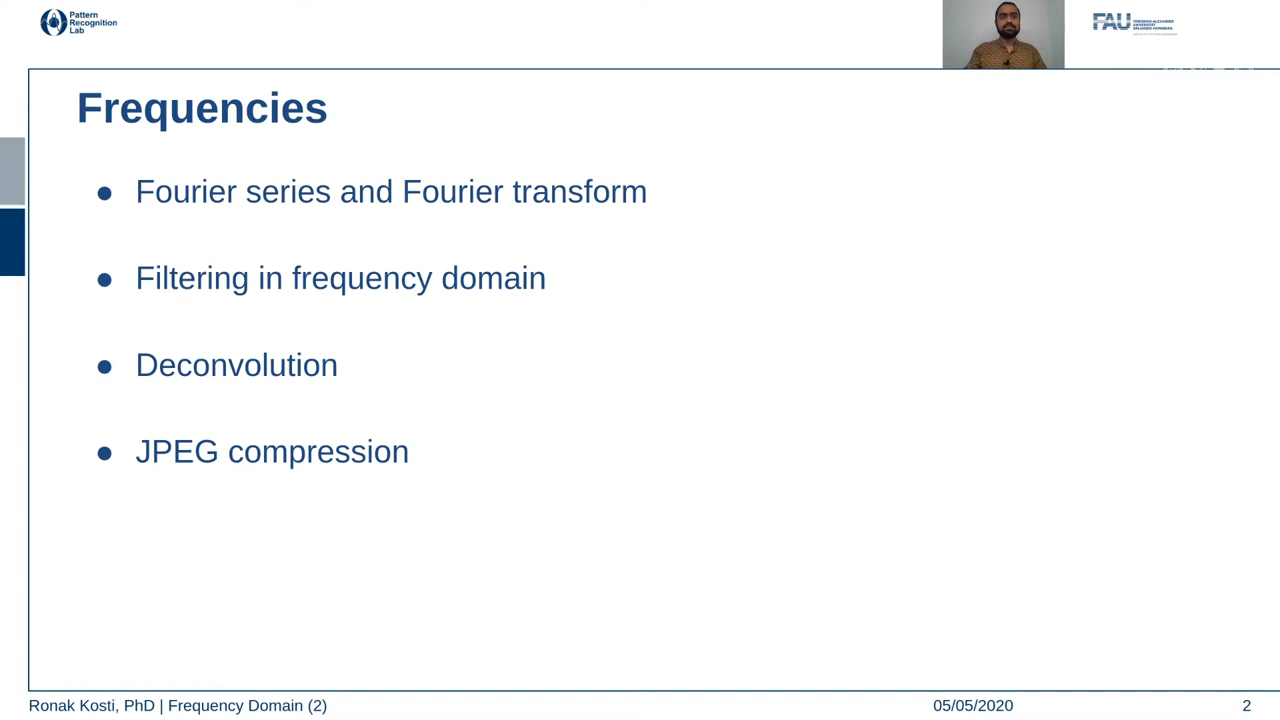 Pattern
Recognition
Lab
FAU
FRIEDRICH-ALEXANDER
UNIVERSITÄT
ERLANGEN-NÜRNBERG
Frequencies
● Fourier series and Fourier transform
● Filtering in frequency domain
● Deconvolution
● JPEG compression
Ronak Kosti, PhD | Frequency Domain (2)
05/05/2020
2